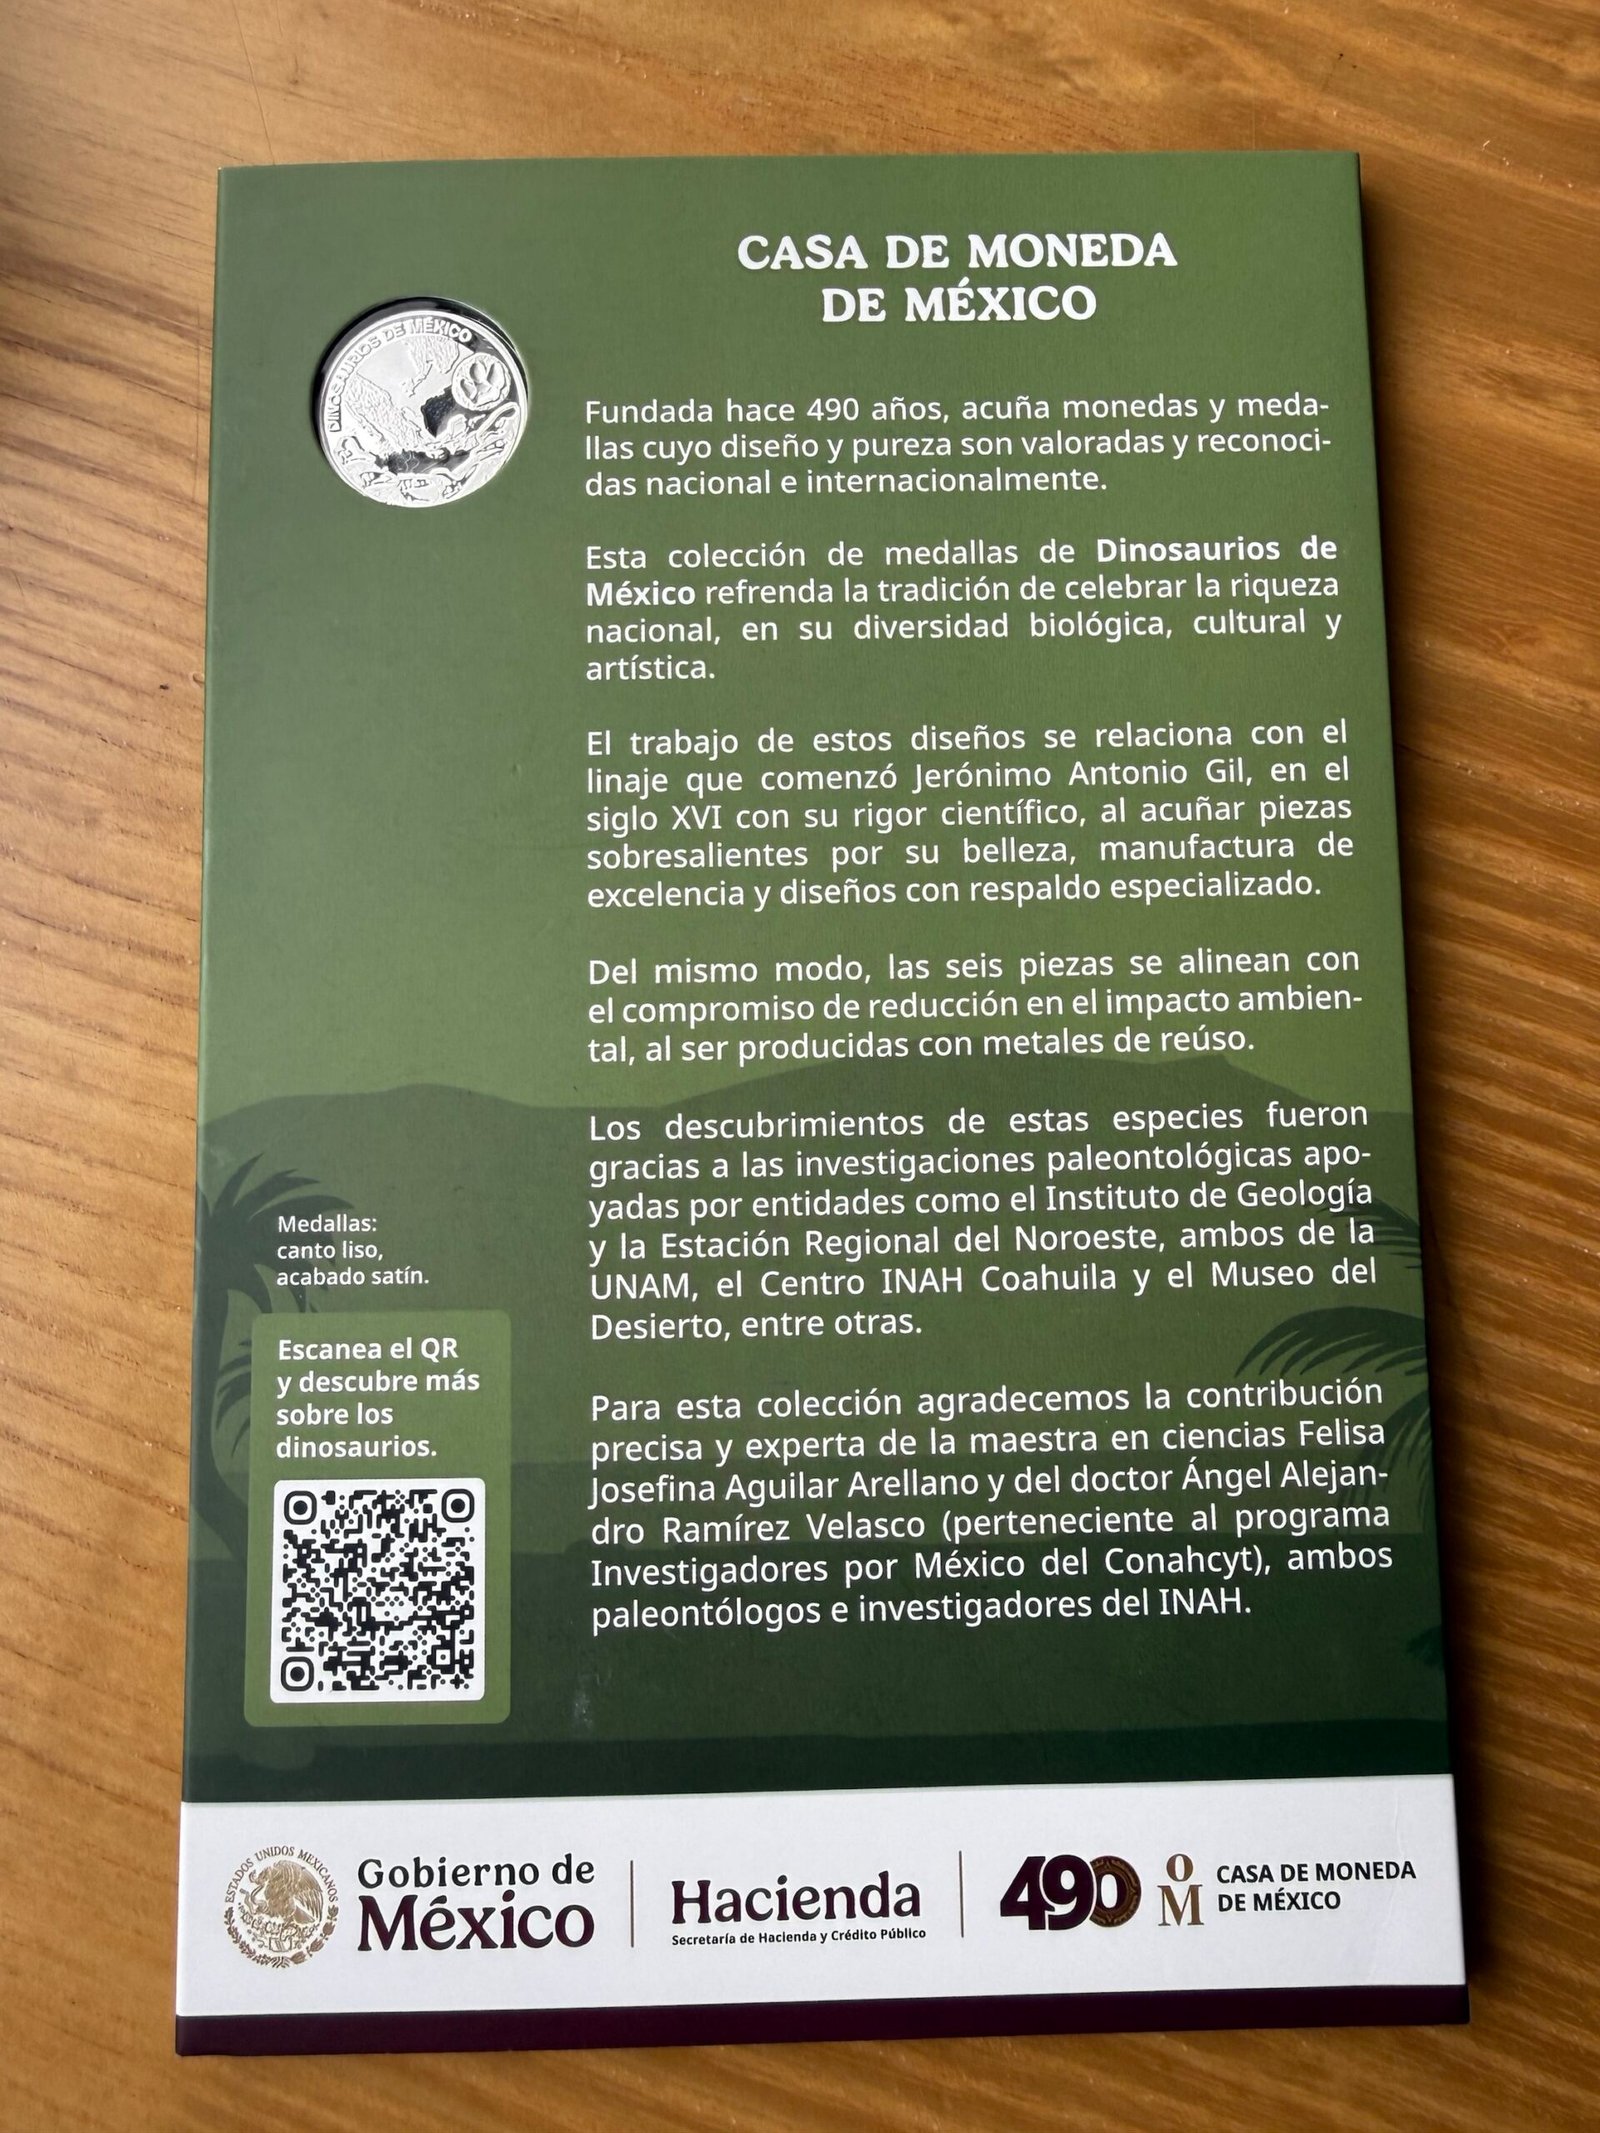 CASA DE MONEDA
DE MÉXICO
DINOSAURIOS DE MÉXICO
Fundada hace 490 años, acuña monedas y meda-
llas cuyo diseño y pureza son valoradas y reconoci-
das nacional e internacionalmente.
Esta colección de medallas de Dinosaurios de
México refrenda la tradición de celebrar la riqueza
nacional, en su diversidad biológica, cultural y
artística.
El trabajo de estos diseños se relaciona con el
linaje que comenzó Jerónimo Antonio Gil, en el
siglo XVI con su rigor científico, al acuñar piezas
sobresalientes por su belleza, manufactura de
excelencia y diseños con respaldo especializado.
Del mismo modo, las seis piezas se alinean con
el compromiso de reducción en el impacto ambien-
tal, al ser producidas con metales de reúso.
Los descubrimientos de estas especies fueron
gracias a las investigaciones paleontológicas apo-
yadas por entidades como el Instituto de Geología
y la Estación Regional del Noroeste, ambos de la
UNAM, el Centro INAH Coahuila y el Museo del
Desierto, entre otras.
Para esta colección agradecemos la contribución
precisa y experta de la maestra en ciencias Felisa
Josefina Aguilar Arellano y del doctor Ángel Alejan-
dro Ramírez Velasco (perteneciente al programa
Investigadores por México del Conahcyt), ambos
paleontólogos e investigadores del INAH.
Medallas:
canto liso,
acabado satín.
Escanea el QR
y descubre más
sobre los
dinosaurios.
ESTADOS UNIDOS MEXICANOS
Gobierno de
México
Hacienda
Secretaría de Hacienda y Crédito Público
490
oM
CASA DE MONEDA
DE MÉXICO